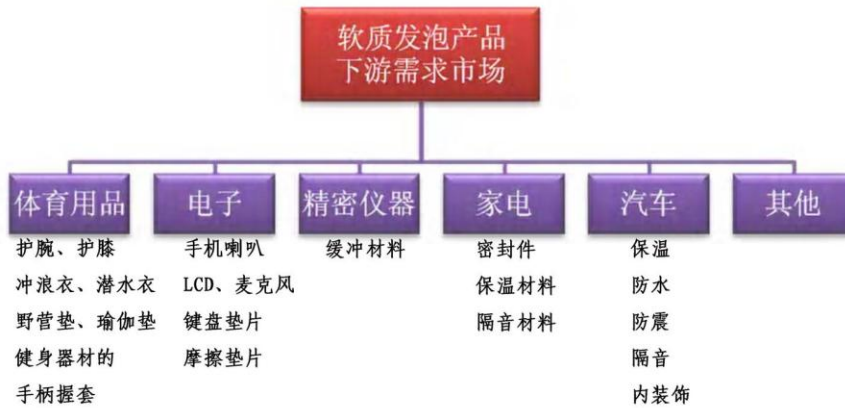 软质发泡产品
下游需求市场
体育用品
护腕、护膝
冲浪衣、潜水衣
野营垫、瑜伽垫
健身器材的
手柄握套
电子
手机喇叭
LCD、麦克风
键盘垫片
摩擦垫片
精密仪器
缓冲材料
家电
密封件
保温材料
隔音材料
汽车
保温
防水
防震
隔音
内装饰
其他